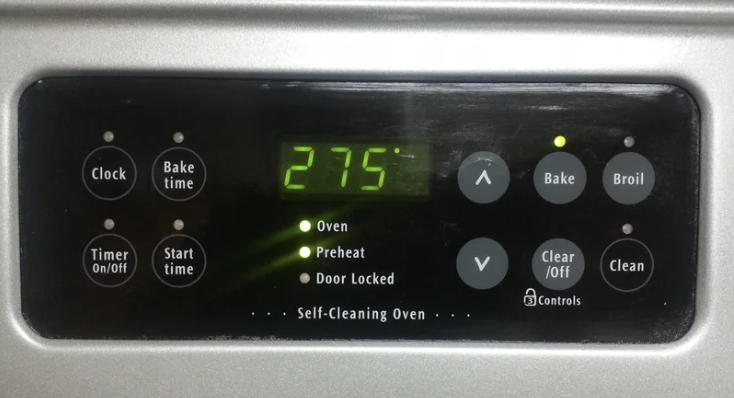 Clock
Bake
time
275°
Bake
Broil
Timer
On/Off
Start
time
Oven
Preheat
Door Locked
Clear
/Off
Clean
3 Controls
· · · Self-Cleaning Oven · · ·